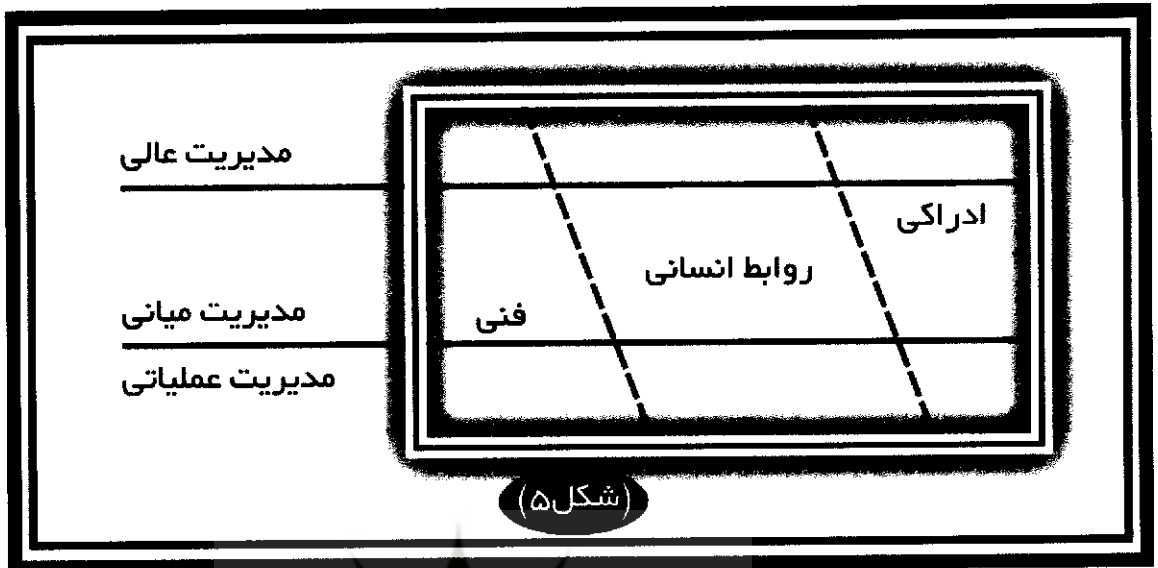 مدیریت عالی
ادراکی
روابط انسانی
فنی
مدیریت میانی
مدیریت عملیاتی
(شکل۵)